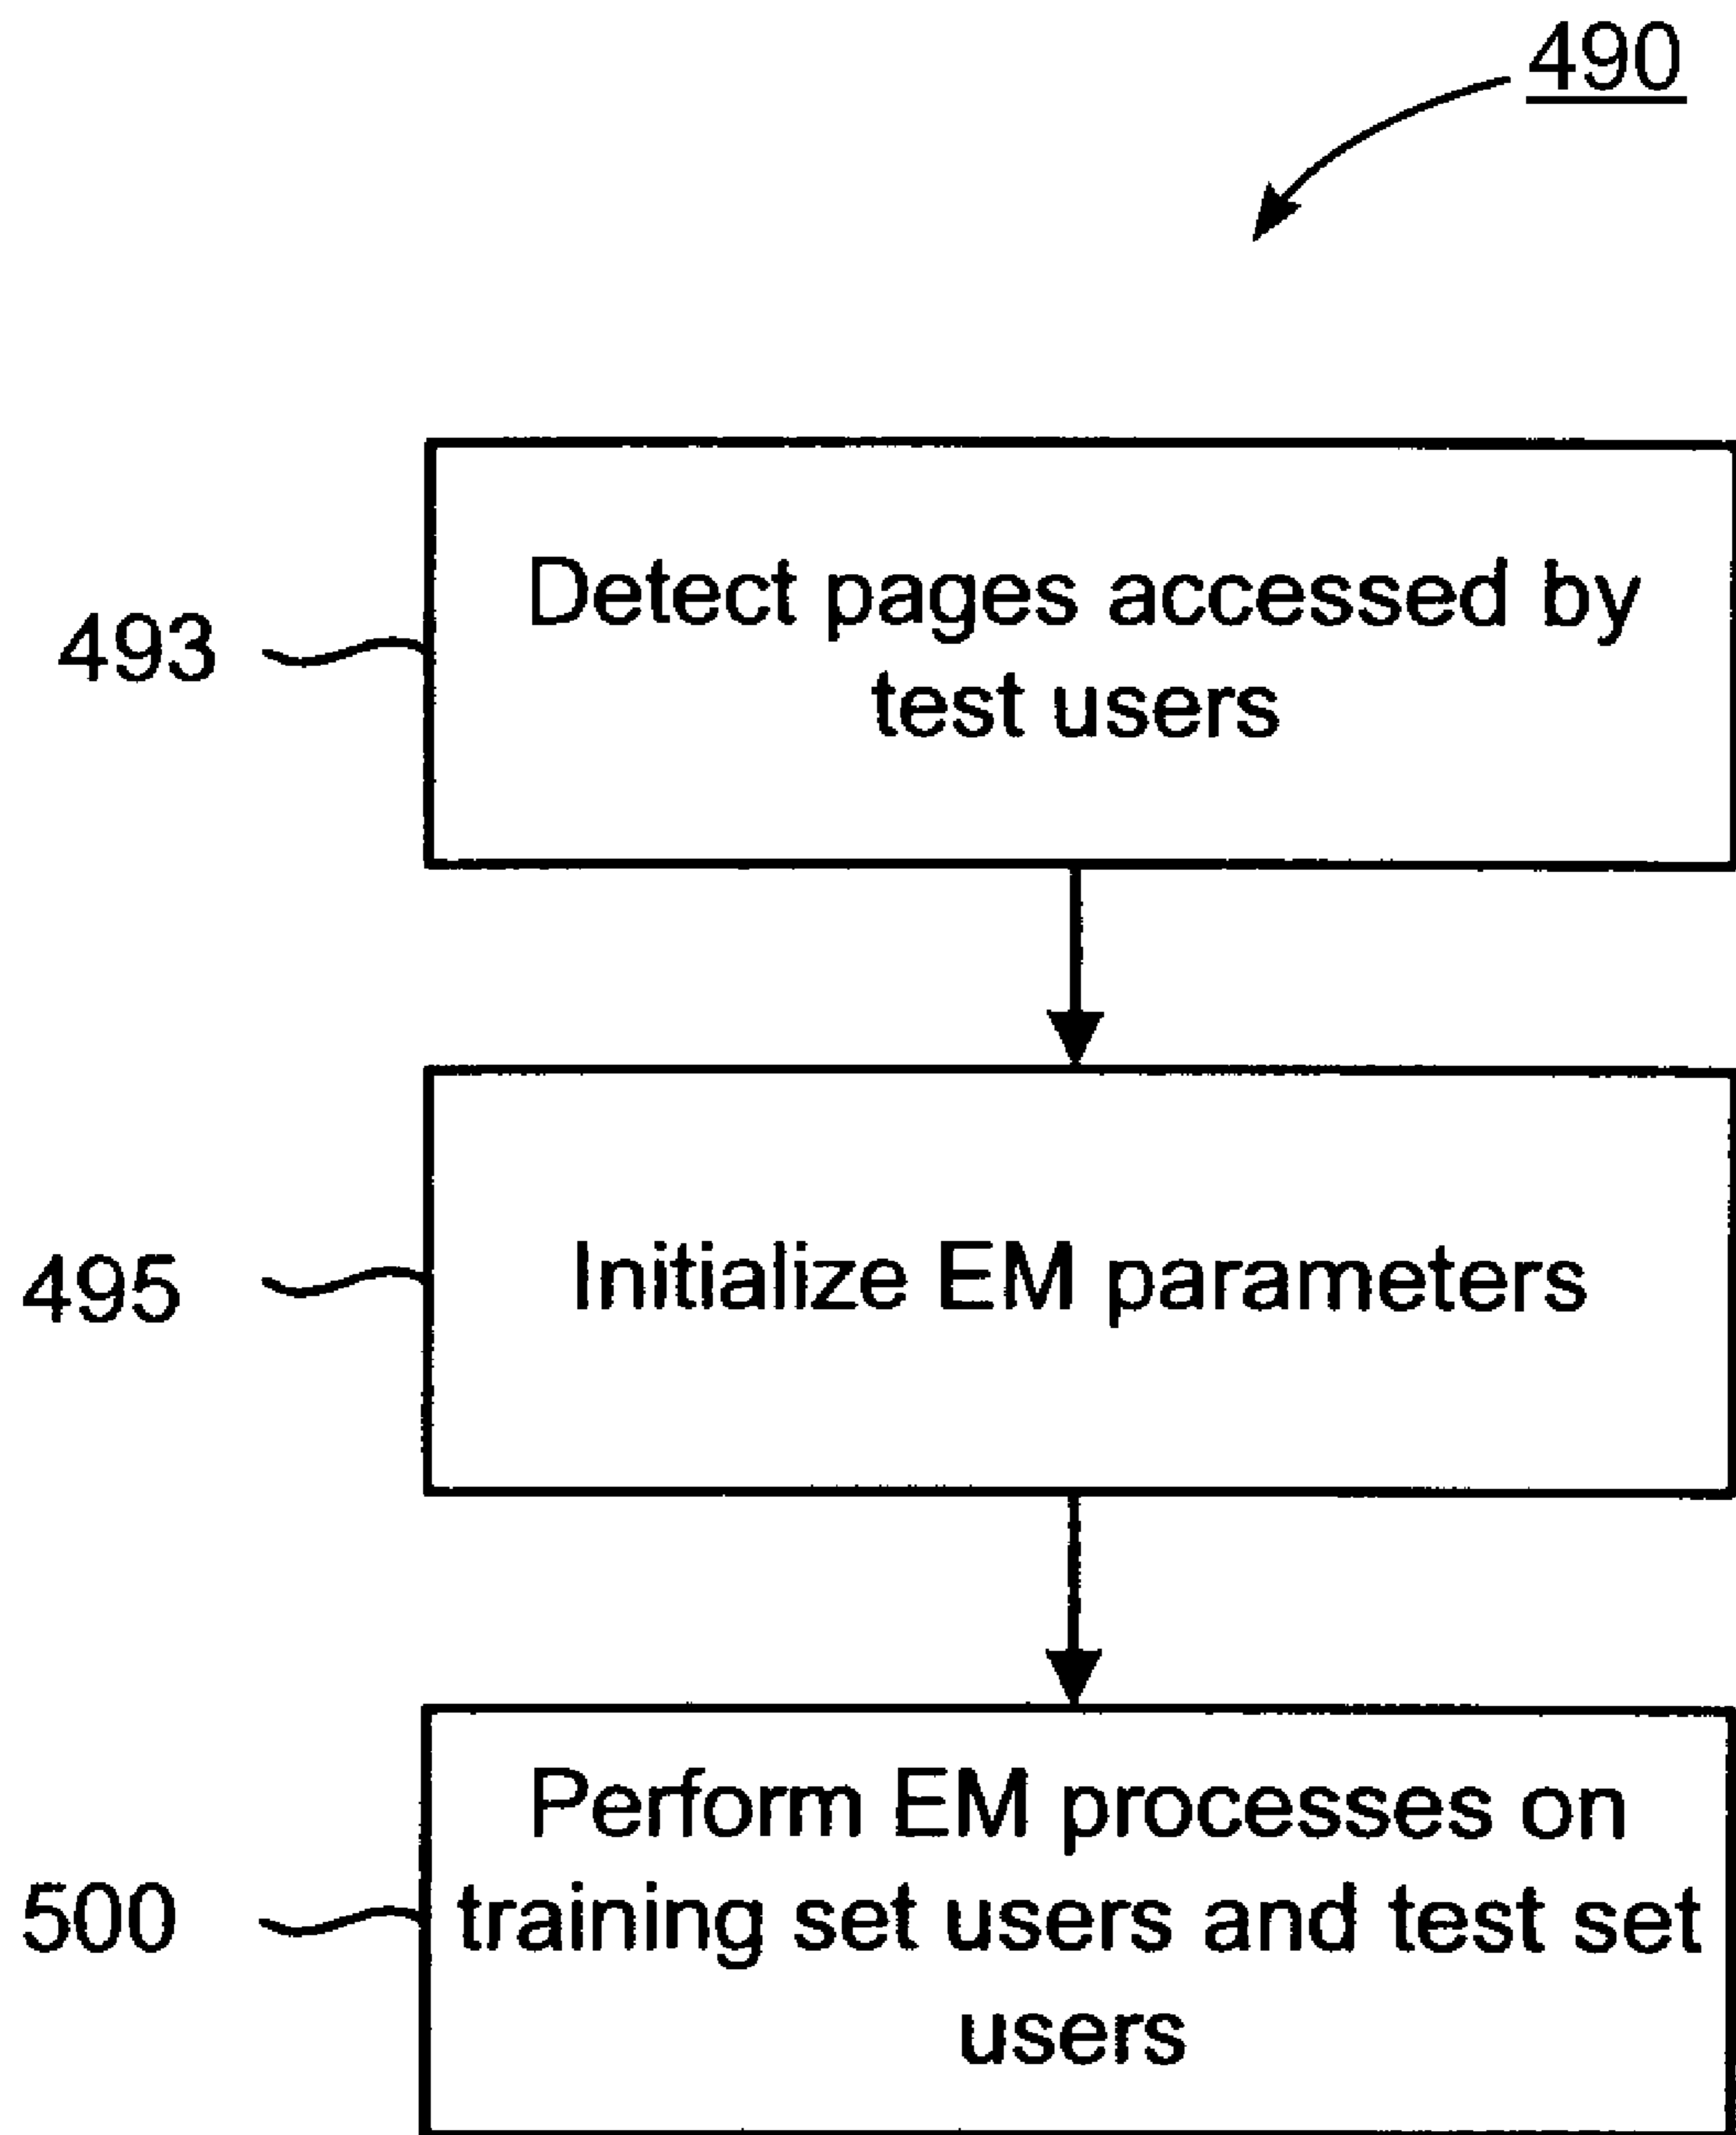 490
Detect pages accessed by
test users
493
Initialize EM parameters
495
Perform EM processes on
training set users and test set
users
500